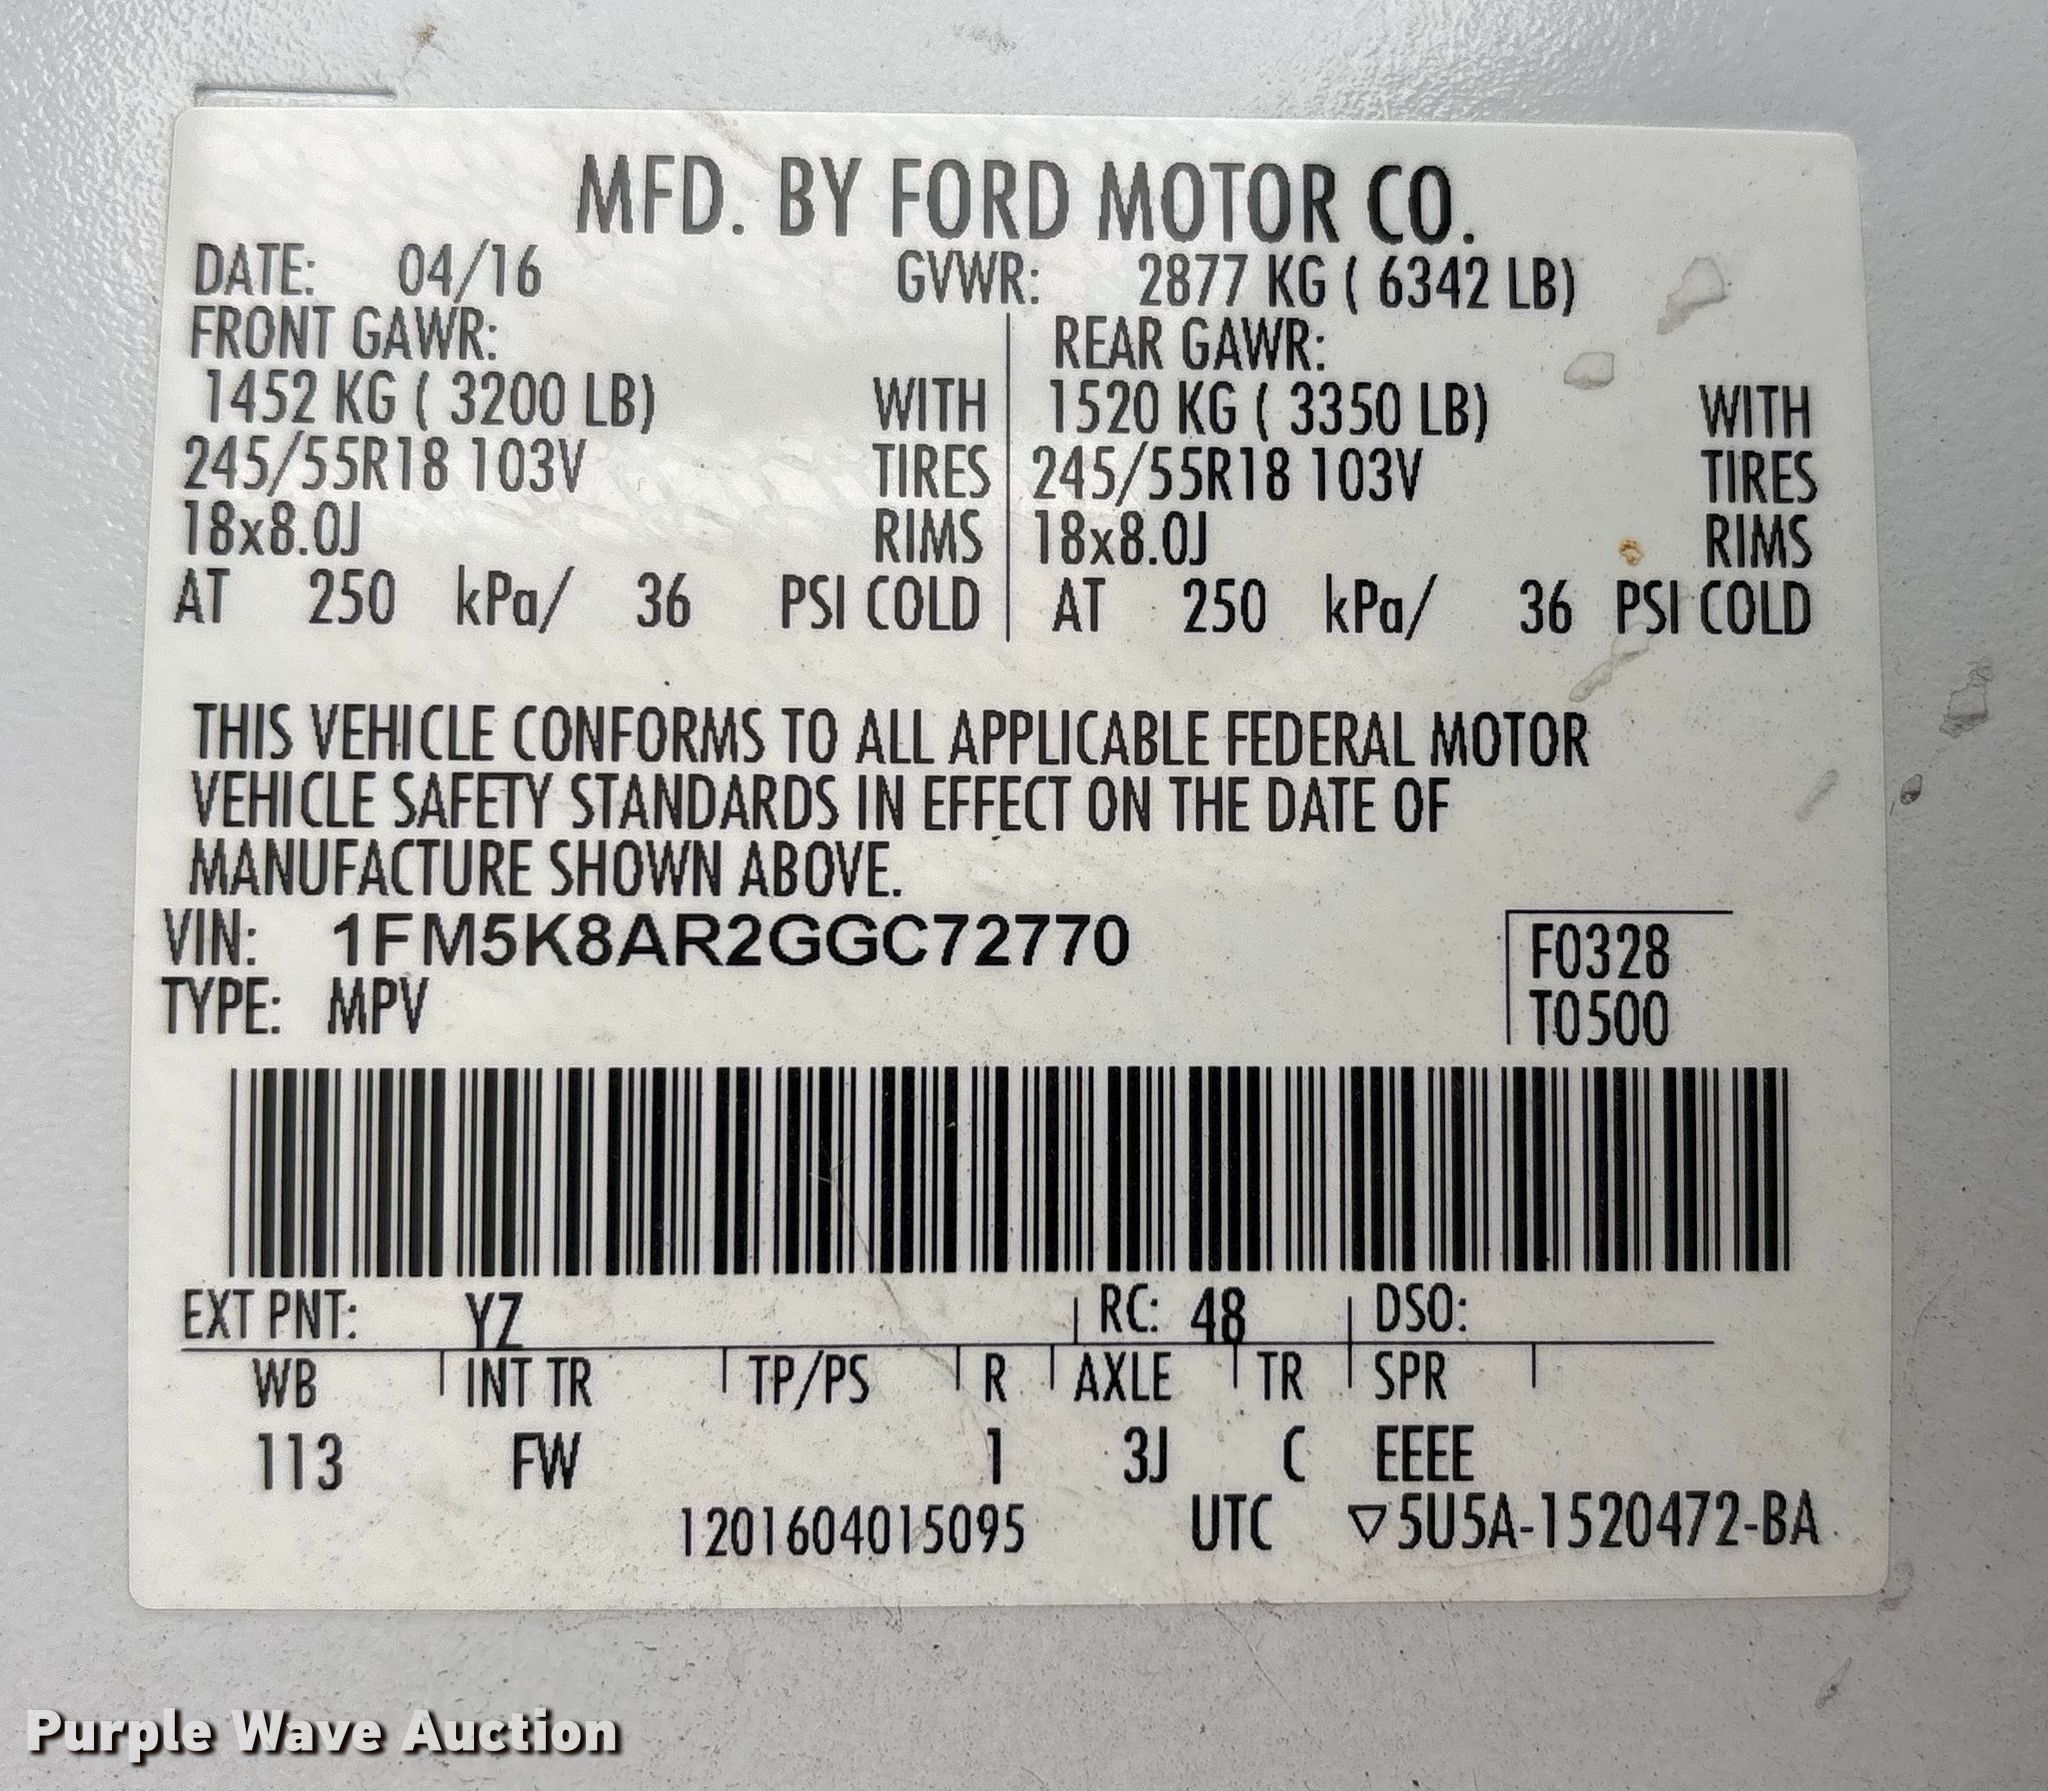 MFD. BY FORD MOTOR CO.
DATE: 04/16 GVWR: 2877 KG ( 6342 LB)
FRONT GAWR: REAR GAWR:
1452 KG ( 3200 LB) WITH 1520 KG ( 3350 LB) WITH
245/55R18 103V TIRES 245/55R18 103V TIRES
18x8.0J RIMS 18x8.0J RIMS
AT 250 kPa/ 36 PSI COLD AT 250 kPa/ 36 PSI COLD
THIS VEHICLE CONFORMS TO ALL APPLICABLE FEDERAL MOTOR
VEHICLE SAFETY STANDARDS IN EFFECT ON THE DATE OF
MANUFACTURE SHOWN ABOVE.
VIN: 1FM5K8AR2GGC72770 F0328
TYPE: MPV T0500
EXT PNT: YZ RC: 48 DSO:
WB INT TR TP/PS R AXLE TR SPR
113 FW 1 3J C EEEE
1201604015095 UTC ▽5U5A-1520472-BA
Purple Wave Auction